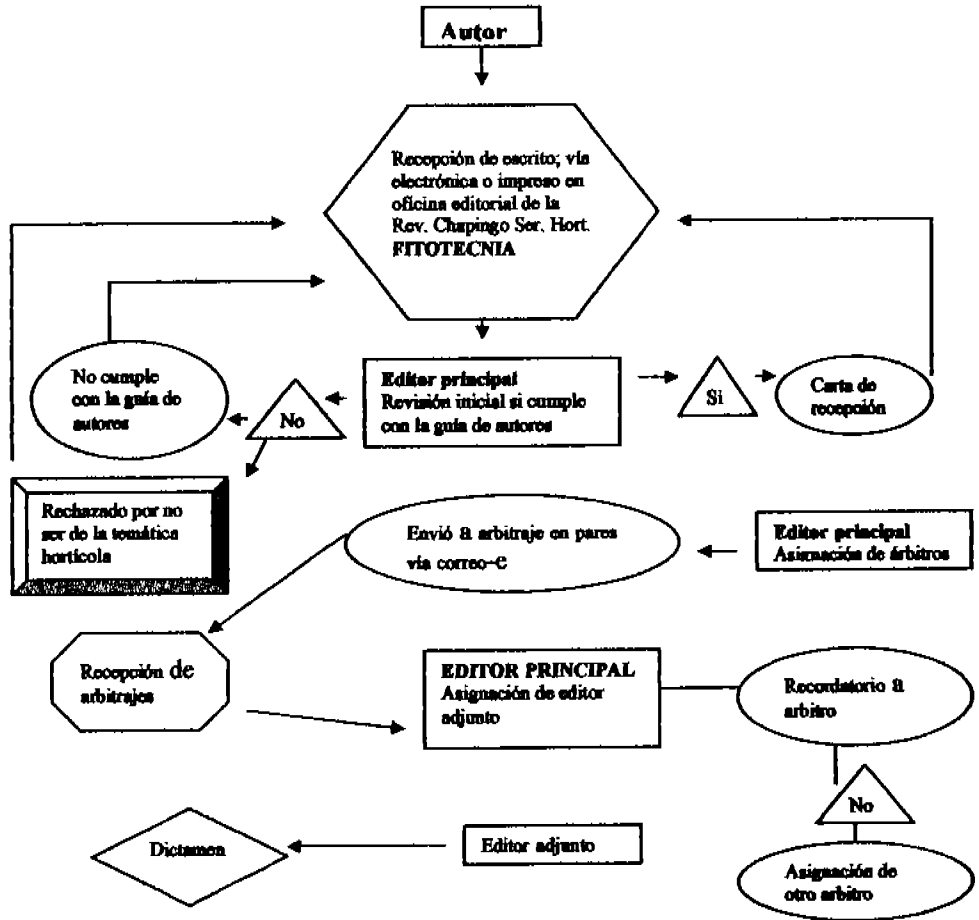 Autor
Recepción de escrito; vía
electrónica o impreso en
oficina editorial de la
Rev. Chapingo Ser. Hort.
FITOTECNIA
No cumple
con la guía de
autores
No
Editor principal
Revisión inicial si cumple
con la guía de autores
Si
Carta de
recepción
Rechazado por no
ser de la temática
hortícola
Envió a arbitraje en pares
vía correo-e
Editor principal
Asignación de árbitros
Recepción de
arbitrajes
EDITOR PRINCIPAL
Asignación de editor
adjunto
Recordatorio a
arbitro
No
Dictamen
Editor adjunto
Asignación de
otro arbitro